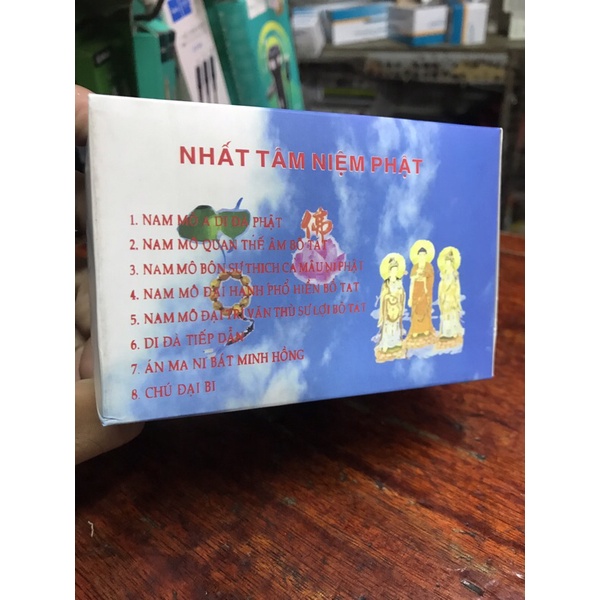 NHẤT TÂM NIỆM PHẬT
佛
1. NAM MÔ A DI ĐÀ PHẬT
2. NAM MÔ QUAN THẾ ÂM BỒ TÁT
3. NAM MÔ BỔN SƯ THÍCH CA MÂU NI PHẬT
4. NAM MÔ ĐẠI HẠNH PHỔ HIỀN BỒ TÁT
5. NAM MÔ ĐẠI TRÍ VĂN THÙ SƯ LỢI BỒ TÁT
6. DI ĐÀ TIẾP DẪN
7. ÁN MA NI BÁT MINH HỒNG
8. CHÚ ĐẠI BI